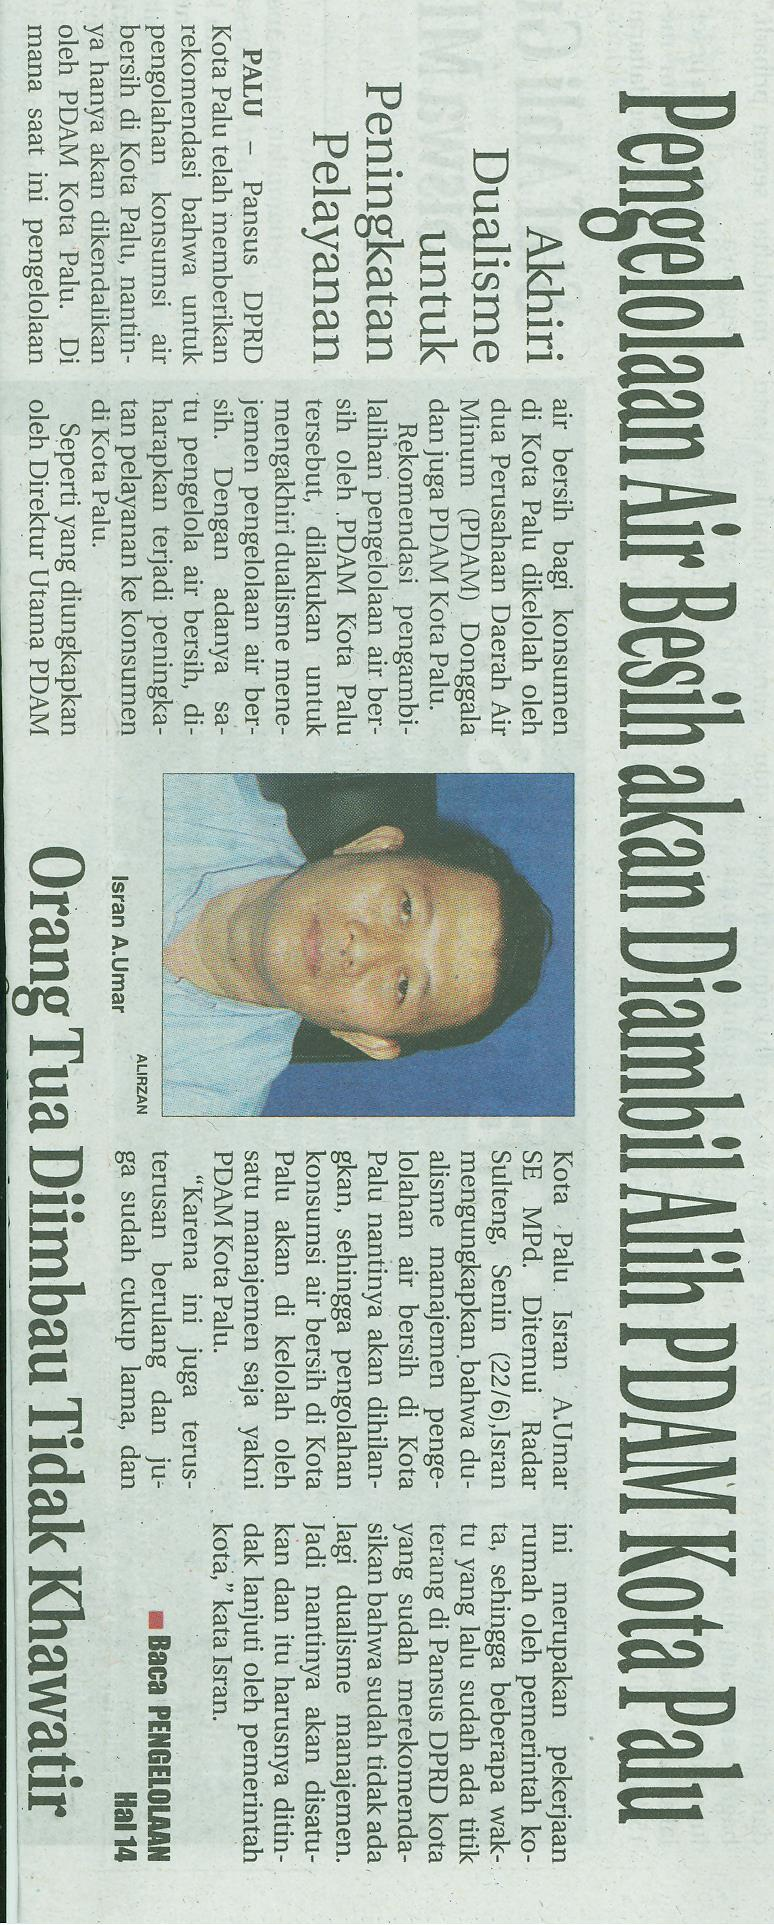 Pengelolaan Air Besih akan Diambil Alih PDAM Kota Palu
Akhiri
Dualisme
untuk
Peningkatan
Pelayanan
PALU – Pansus DPRD
Kota Palu telah memberikan
rekomendasi bahwa untuk
pengolahan konsumsi air
bersih di Kota Palu, nantin-
ya hanya akan dikendalikan
oleh PDAM Kota Palu. Di
mana saat ini pengelolaan
air bersih bagi konsumen
di Kota Palu dikelolah oleh
dua Perusahaan Daerah Air
Minum (PDAM) Donggala
dan juga PDAM Kota Palu.
Rekomendasi pengambi-
lalihan pengelolaan air ber-
sih oleh PDAM Kota Palu
tersebut, dilakukan untuk
mengakhiri dualisme mene-
jemen pengelolaan air ber-
sih. Dengan adanya sa-
tu pengelola air bersih, di-
harapkan terjadi peningka-
tan pelayanan ke konsumen
di Kota Palu.
Seperti yang diungkapkan
oleh Direktur Utama PDAM
ALIRZAN
Isran A.Umar
Kota Palu Isran A.Umar
SE MPd. Ditemui Radar
Sulteng, Senin (22/6),Isran
mengungkapkan bahwa du-
alisme manajemen penge-
lolahan air bersih di Kota
Palu nantinya akan dihilan-
gkan, sehingga pengolahan
konsumsi air bersih di Kota
Palu akan di kelolah oleh
satu manajemen saja yakni
PDAM Kota Palu.
“Karena ini juga terus-
terusan berulang dan ju-
ga sudah cukup lama, dan
ini merupakan pekerjaan
rumah oleh pemerintah ko-
ta, sehingga beberapa wak-
tu yang lalu sudah ada titik
terang di Pansus DPRD kota
yang sudah merekomenda-
sikan bahwa sudah tidak ada
lagi dualisme manajemen.
Jadi nantinya akan disatu-
kan dan itu harusnya ditin-
dak lanjuti oleh pemerintah
kota,” kata Isran.
Baca PENGELOLAAN
Hal 14
Orang Tua Diimbau Tidak Khawatir